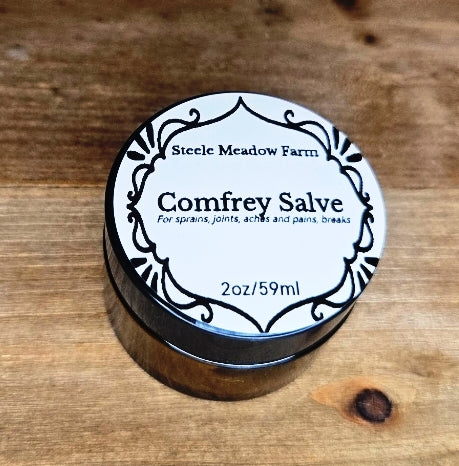 Steele Meadow Farm
Comfrey Salve
For sprains, joints, aches and pains, breaks
2oz/59ml